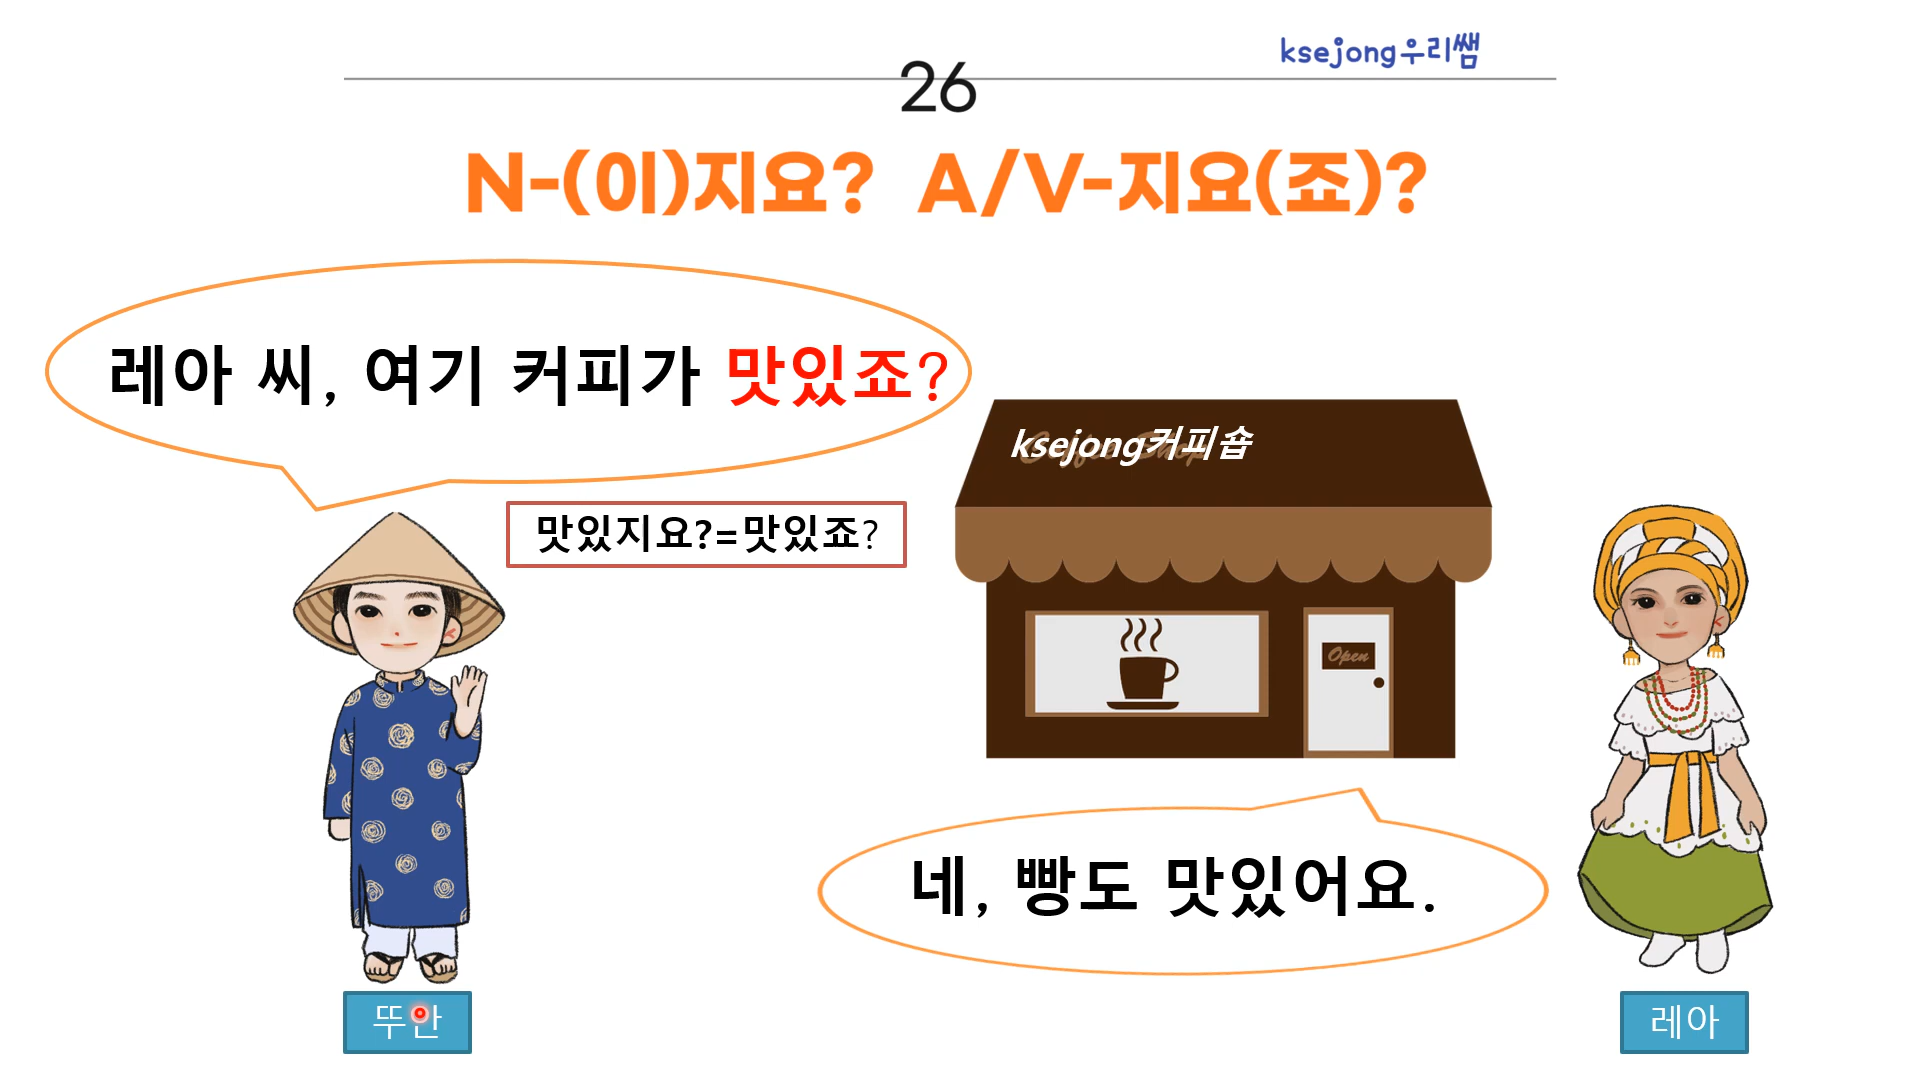 ksejong우리쌤
26
N-(이)지요? A/V-지요(죠)?
레아 씨, 여기 커피가 맛있죠?
ksejong커피숍
맛있지요?=맛있죠?
Open
네, 빵도 맛있어요.
뚜안
레아